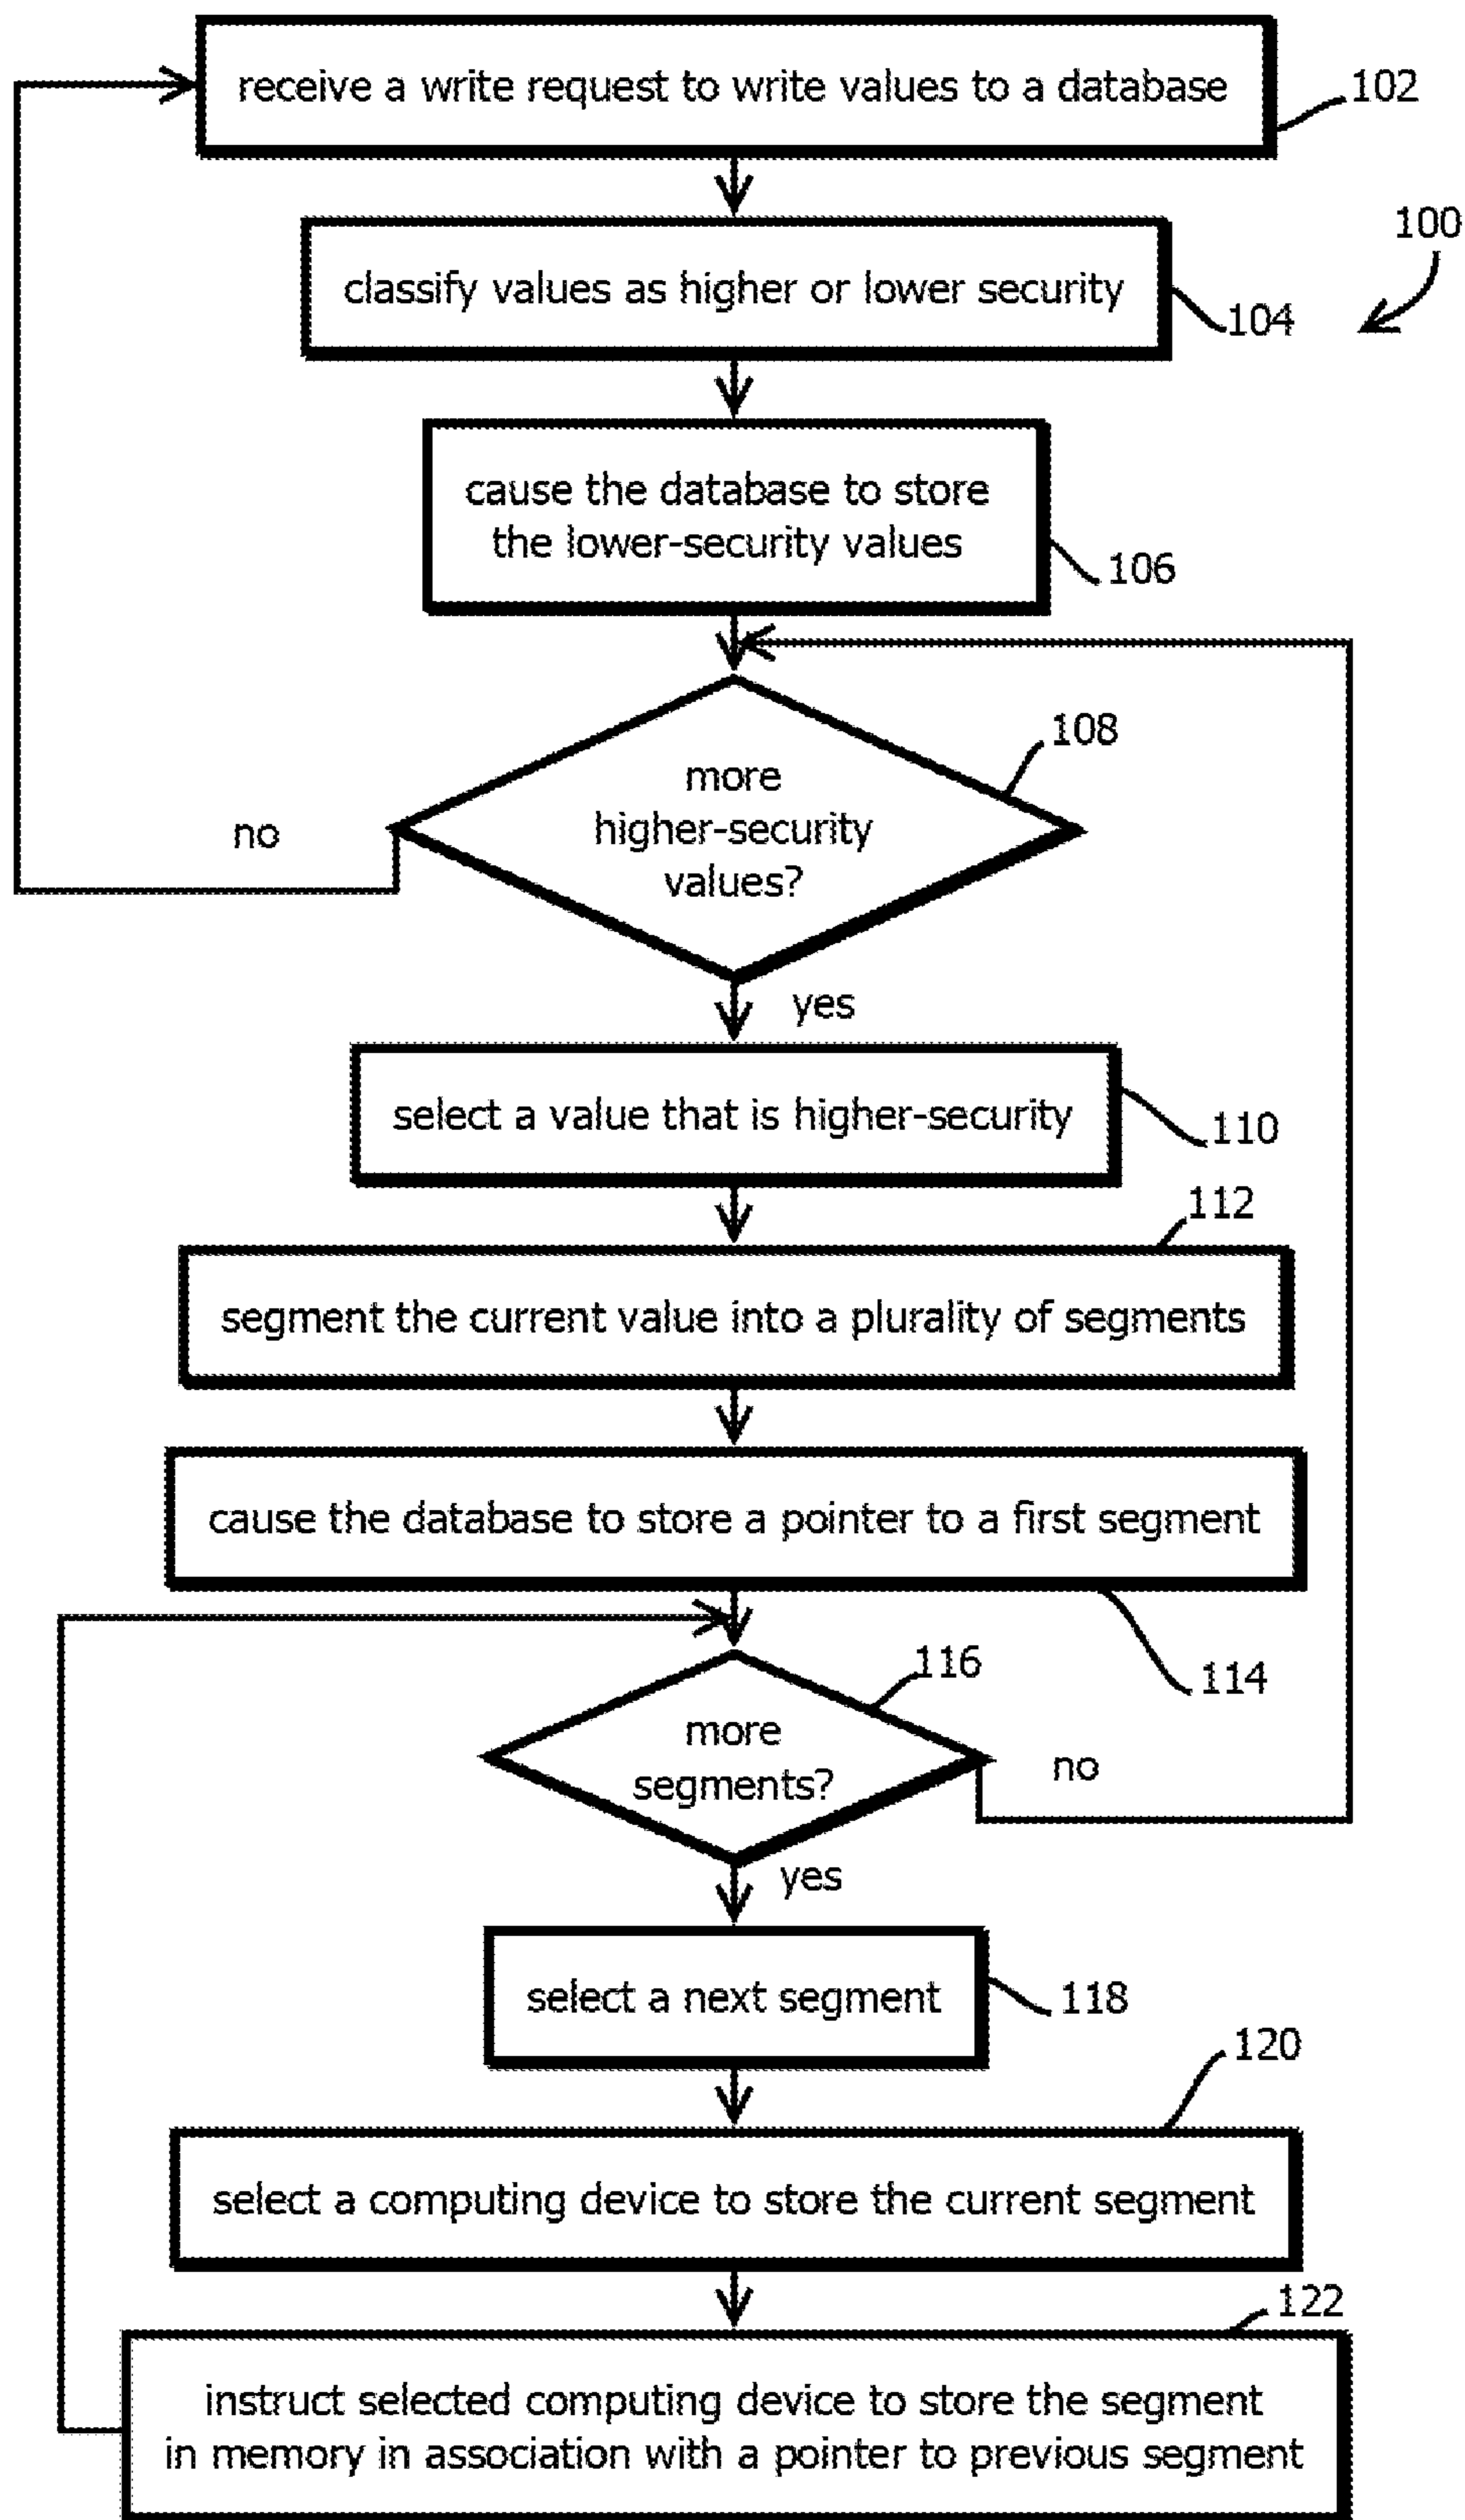 receive a write request to write values to a database
102
100
classify values as higher or lower security
104
cause the database to store
the lower-security values
106
108
more
higher-security
values?
no
yes
select a value that is higher-security
110
112
segment the current value into a plurality of segments
cause the database to store a pointer to a first segment
114
116
more
segments?
no
yes
select a next segment
118
120
select a computing device to store the current segment
122
instruct selected computing device to store the segment
in memory in association with a pointer to previous segment